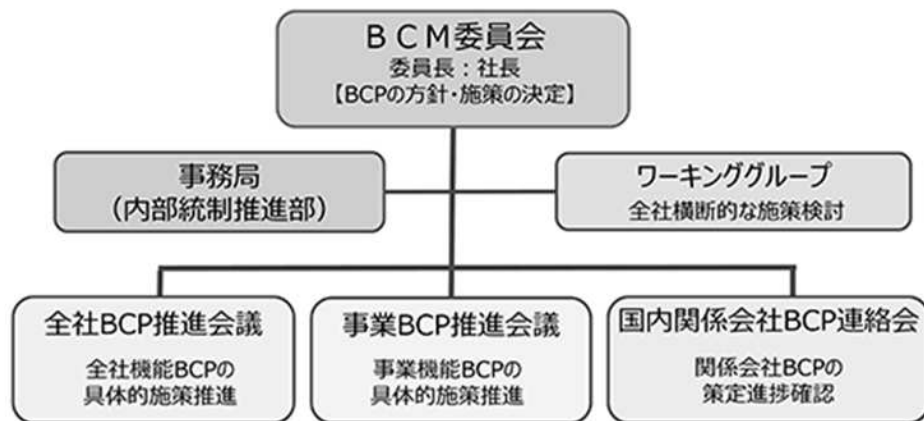 ＢＣＭ委員会
委員長：社長
【BCPの方針・施策の決定】
事務局
（内部統制推進部）
ワーキンググループ
全社横断的な施策検討
全社BCP推進会議
全社機能BCPの
具体的施策推進
事業BCP推進会議
事業機能BCPの
具体的施策推進
国内関係会社BCP連絡会
関係会社BCPの
策定進捗確認